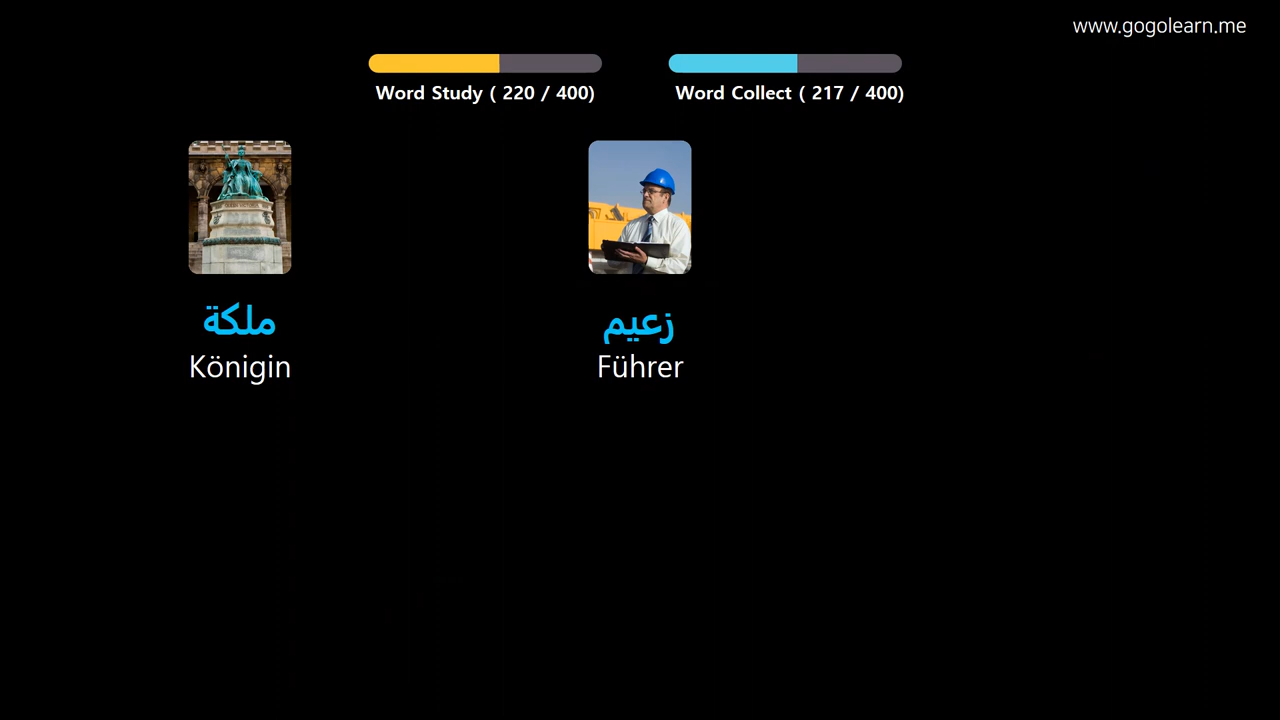 www.gogolearn.me
Word Study ( 220 / 400)
Word Collect ( 217 / 400)
ملكة
Königin
زعيم
Führer